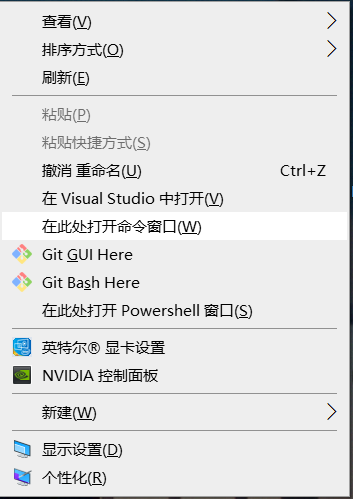 查看(V)
排序方式(O)
刷新(E)
粘贴(P)
粘贴快捷方式(S)
撤消 重命名(U) Ctrl+Z
在 Visual Studio 中打开(V)
在此处打开命令窗口(W)
Git GUI Here
Git Bash Here
在此处打开 Powershell 窗口(S)
英特尔® 显卡设置
NVIDIA 控制面板
新建(W)
显示设置(D)
个性化(R)